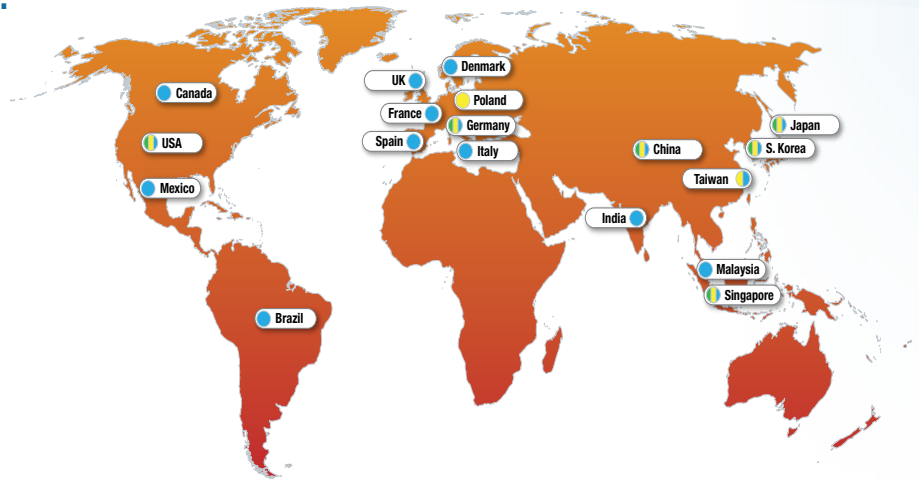 Canada
USA
Mexico
Brazil
UK
Denmark
Poland
France
Germany
Spain
Italy
China
Japan
S. Korea
Taiwan
India
Malaysia
Singapore